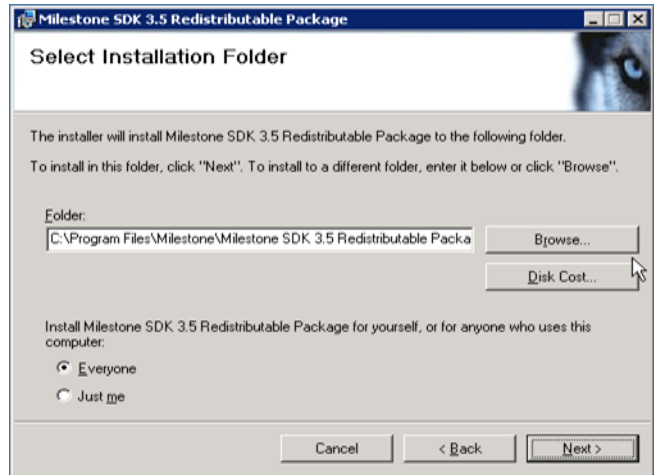 Milestone SDK 3.5 Redistributable Package
Select Installation Folder
The installer will install Milestone SDK 3.5 Redistributable Package to the following folder.
To install in this folder, click "Next". To install to a different folder, enter it below or click "Browse".
Folder:
C:\Program Files\Milestone\Milestone SDK 3.5 Redistributable Packa
Browse...
Disk Cost...
Install Milestone SDK 3.5 Redistributable Package for yourself, or for anyone who uses this
computer:
Everyone
Just me
Cancel
< Back
Next >